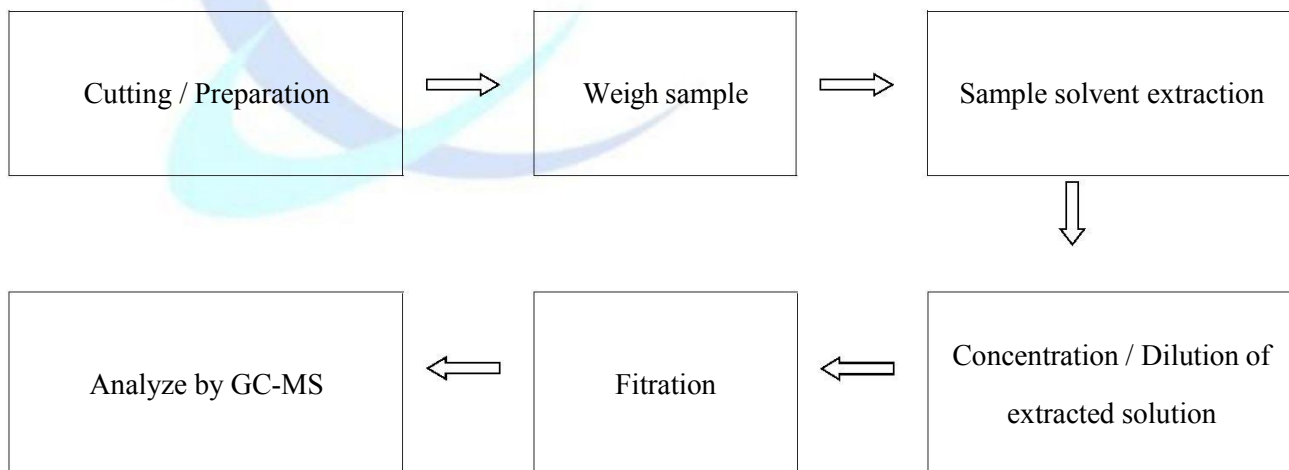 Cutting / Preparation
Weigh sample
Sample solvent extraction
Concentration / Dilution of
extracted solution
Fitration
Analyze by GC-MS